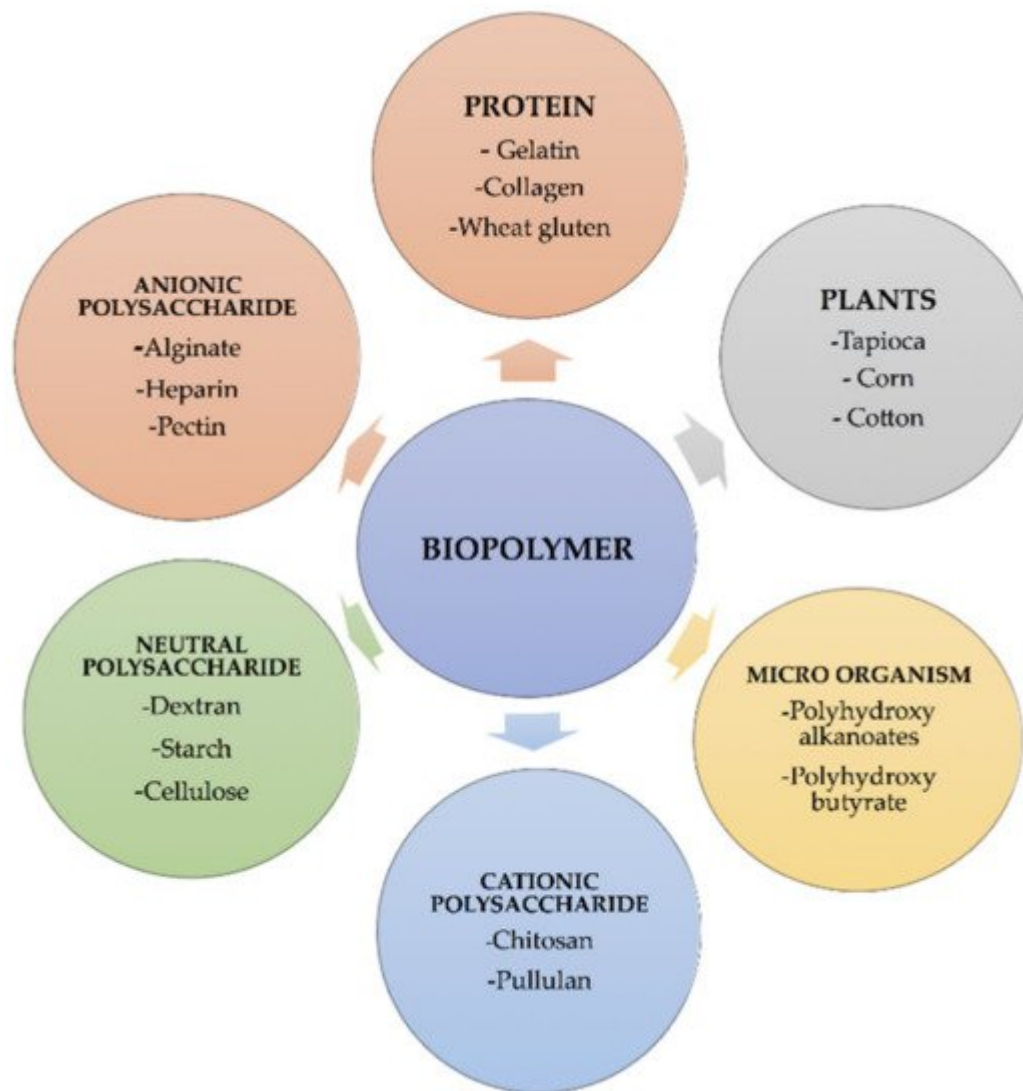 PROTEIN
- Gelatin
-Collagen
-Wheat gluten
PLANTS
-Tapioca
- Corn
- Cotton
MICRO ORGANISM
-Polyhydroxy
alkanoates
-Polyhydroxy
butyrate
CATIONIC
POLYSACCHARIDE
-Chitosan
-Pullulan
NEUTRAL
POLYSACCHARIDE
-Dextran
-Starch
-Cellulose
ANIONIC
POLYSACCHARIDE
-Alginate
-Heparin
-Pectin
BIOPOLYMER